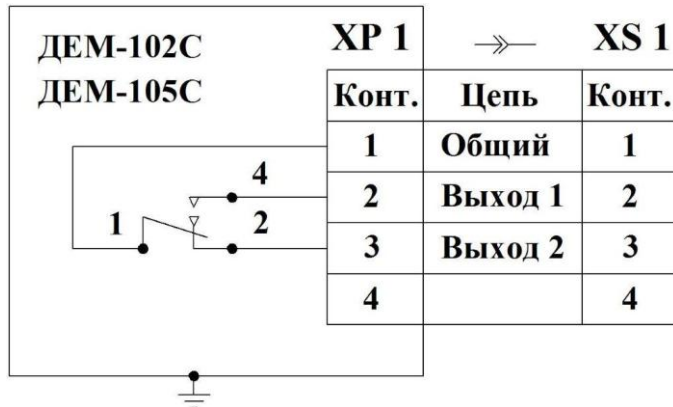 ДЕМ-102С
ДЕМ-105С
XP 1 XS 1
Конт. Цепь Конт.
1 Общий 1
4
2 Выход 1 2
1 2
3 Выход 2 3
4 4